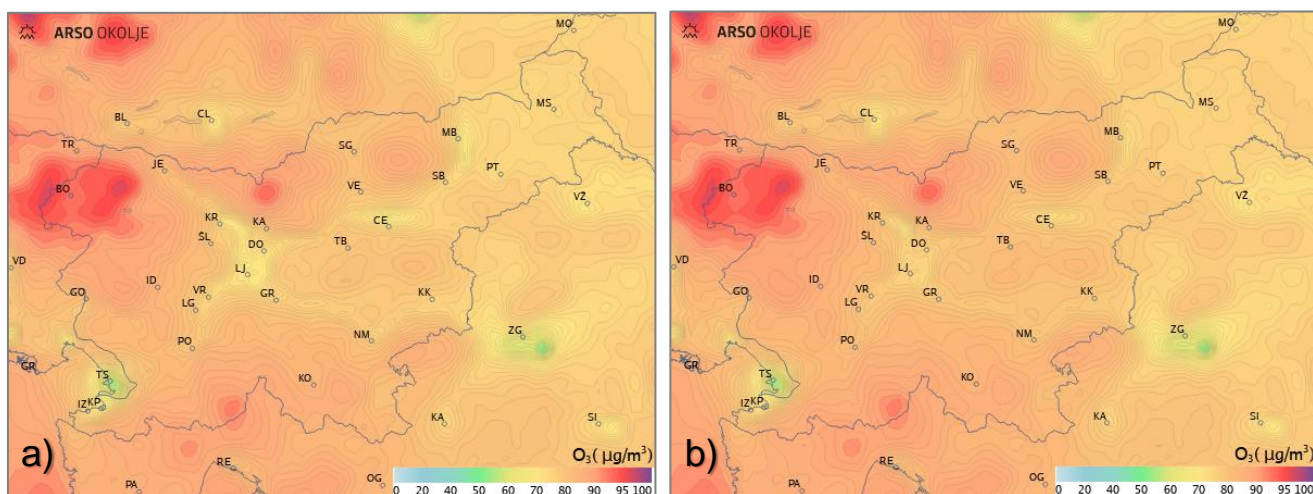 ARSO OKOLJE
MO
CL
BL
MS
MB
TR
SG
JE
PT
SB
BO
VE
VŽ
KR
KA
CE
ŠL
DO
TB
VD
LJ
ID
GO
VR
GR
KK
LG
PO
NM
ZG
GR
TS
KO
IZ
KP
KA
SI
a)
RE
O₃( µg/m³)
PA
OG
0 20 40 50 60 70 80 90 95 100
ARSO OKOLJE
MO
CL
BL
MS
MB
TR
SG
JE
PT
SB
BO
VE
VŽ
KR
KA
CE
ŠL
DO
TB
VD
LJ
ID
GO
VR
GR
KK
LG
PO
NM
ZG
GR
TS
KO
IZ
KP
KA
SI
b)
RE
O₃( µg/m³)
PA
OG
0 20 40 50 60 70 80 90 95 100